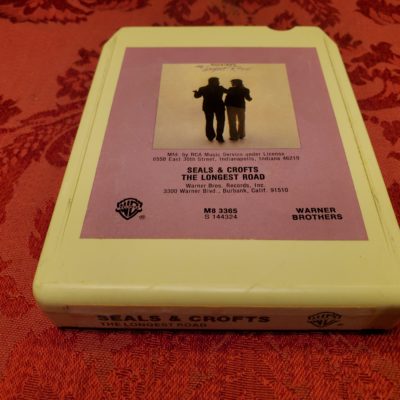 Mfd. by RCA Music Service under License
6550 East 30th Street, Indianapolis, Indiana 46219
SEALS & CROFTS
THE LONGEST ROAD
Warner Bros. Records, Inc.
3300 Warner Blvd., Burbank, Calif. 91510
M8 3365
S 144324
WARNER
BROTHERS
SEALS & CROFTS
THE LONGEST ROAD